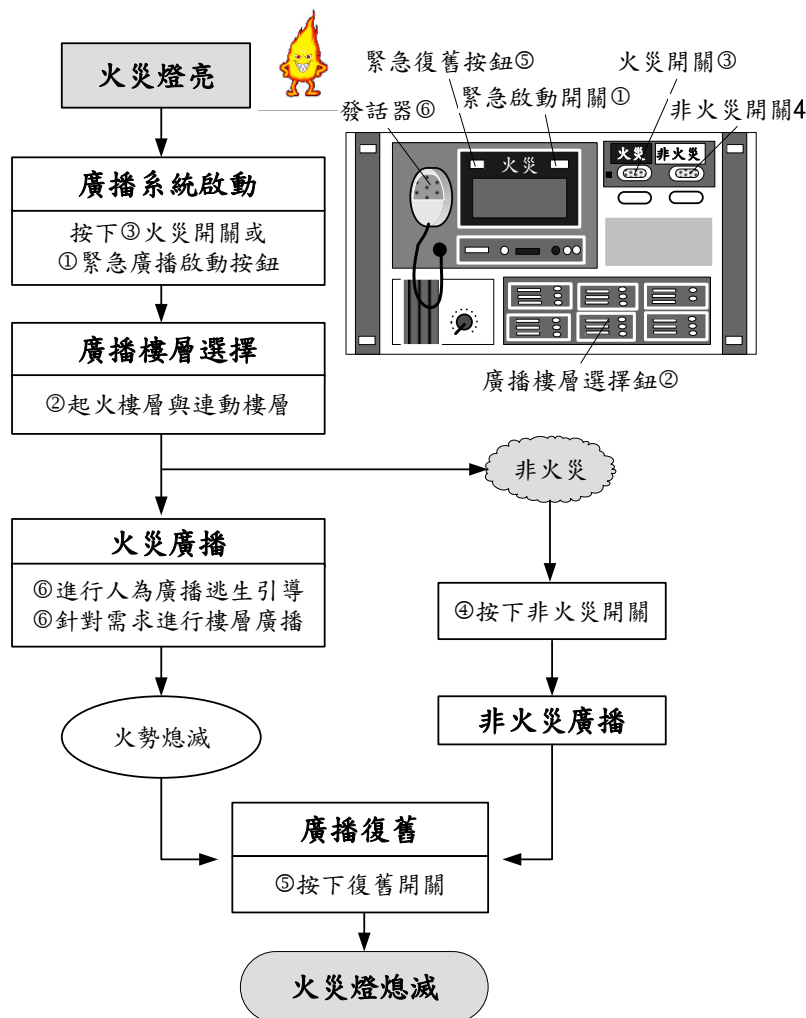 火災燈亮
緊急復舊按鈕⑤
火災開關③
發話器⑥
緊急啟動開關①
非火災開關4
火災
火災
非火災
廣播系統啟動
按下③火災開關或
①緊急廣播啟動按鈕
廣播樓層選擇
②起火樓層與連動樓層
廣播樓層選擇鈕②
非火災
火災廣播
⑥進行人為廣播逃生引導
⑥針對需求進行樓層廣播
④按下非火災開關
火勢熄滅
非火災廣播
廣播復舊
⑤按下復舊開關
火災燈熄滅